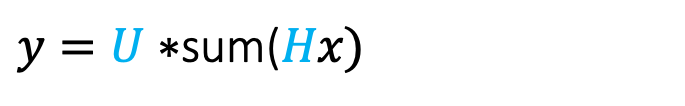 y = U *sum(Hx)